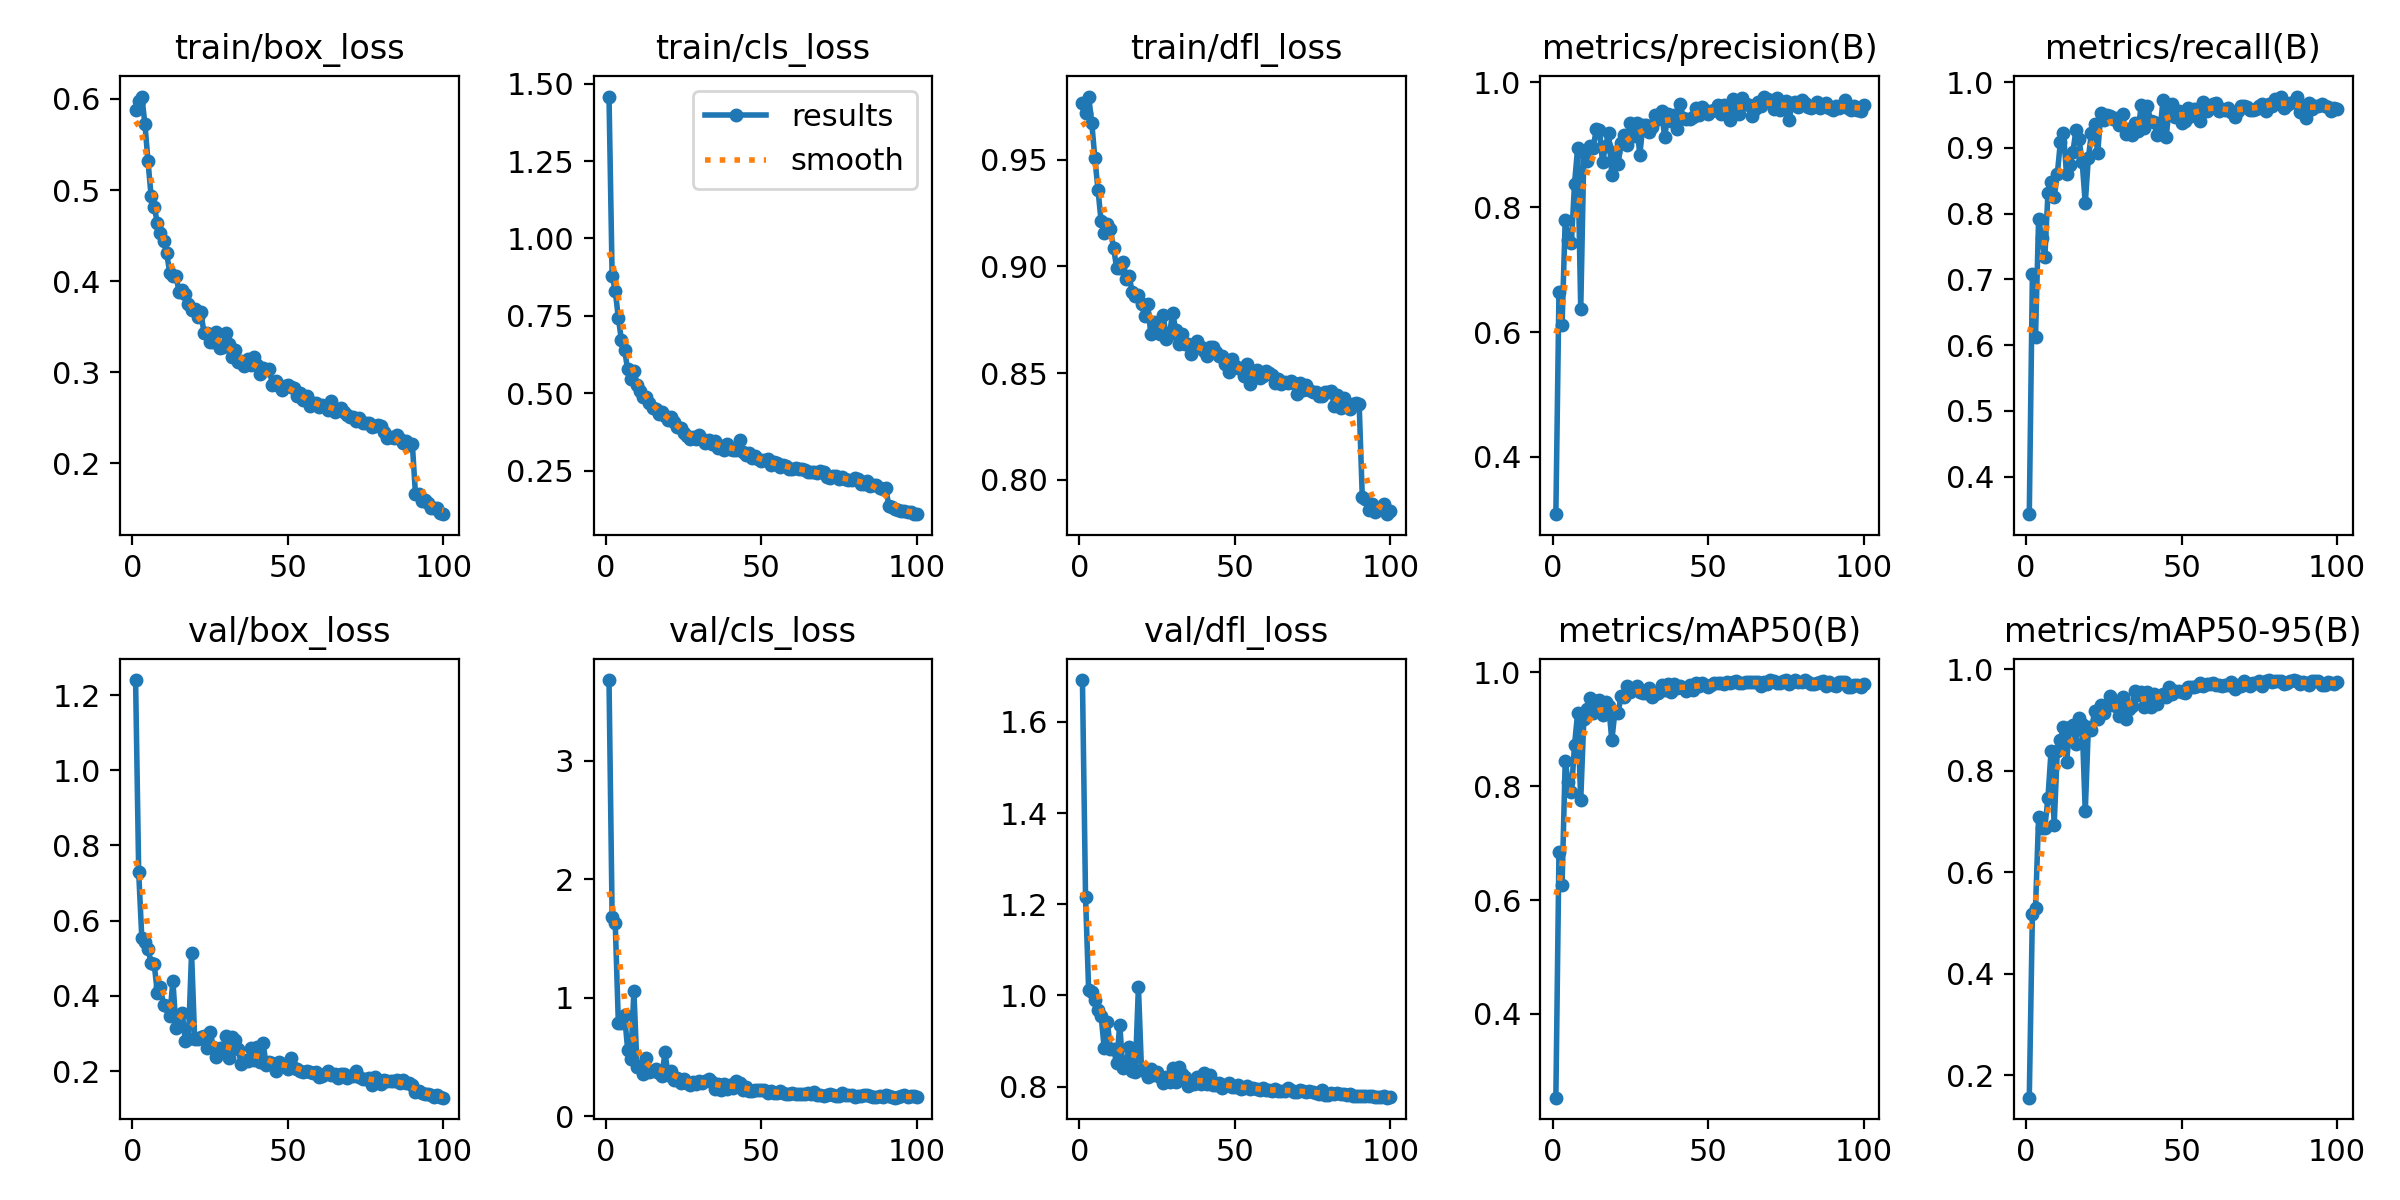 train/box_loss
0.6
0.5
0.4
0.3
0.2
0 50 100
train/cls_loss
1.50
1.25
1.00
0.75
0.50
0.25
results
smooth
0 50 100
train/dfl_loss
0.95
0.90
0.85
0.80
0 50 100
metrics/precision(B)
1.0
0.8
0.6
0.4
0 50 100
metrics/recall(B)
1.0
0.9
0.8
0.7
0.6
0.5
0.4
0 50 100
val/box_loss
1.2
1.0
0.8
0.6
0.4
0.2
0 50 100
val/cls_loss
3
2
1
0
0 50 100
val/dfl_loss
1.6
1.4
1.2
1.0
0.8
0 50 100
metrics/mAP50(B)
1.0
0.8
0.6
0.4
0 50 100
metrics/mAP50-95(B)
1.0
0.8
0.6
0.4
0.2
0 50 100